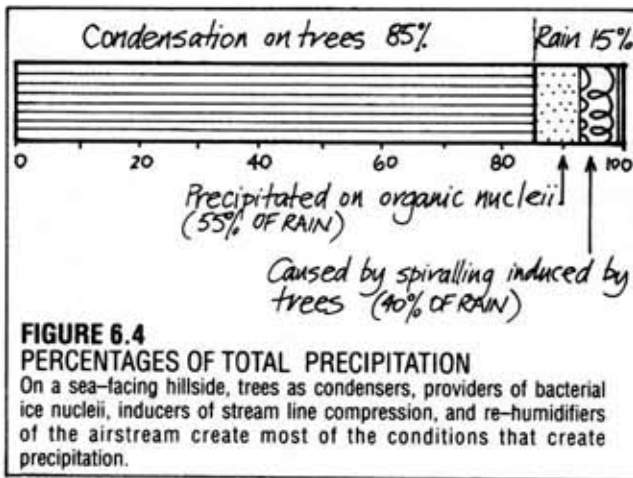 Condensation on trees 85% Rain 15%
0 20 40 60 80 100
Precipitated on organic nucleii
(55% OF RAIN)
Caused by spiralling induced by
trees (40% OF RAIN)
FIGURE 6.4
PERCENTAGES OF TOTAL PRECIPITATION
On a sea–facing hillside, trees as condensers, providers of bacterial
ice nucleii, inducers of stream line compression, and re–humidifiers
of the airstream create most of the conditions that create
precipitation.